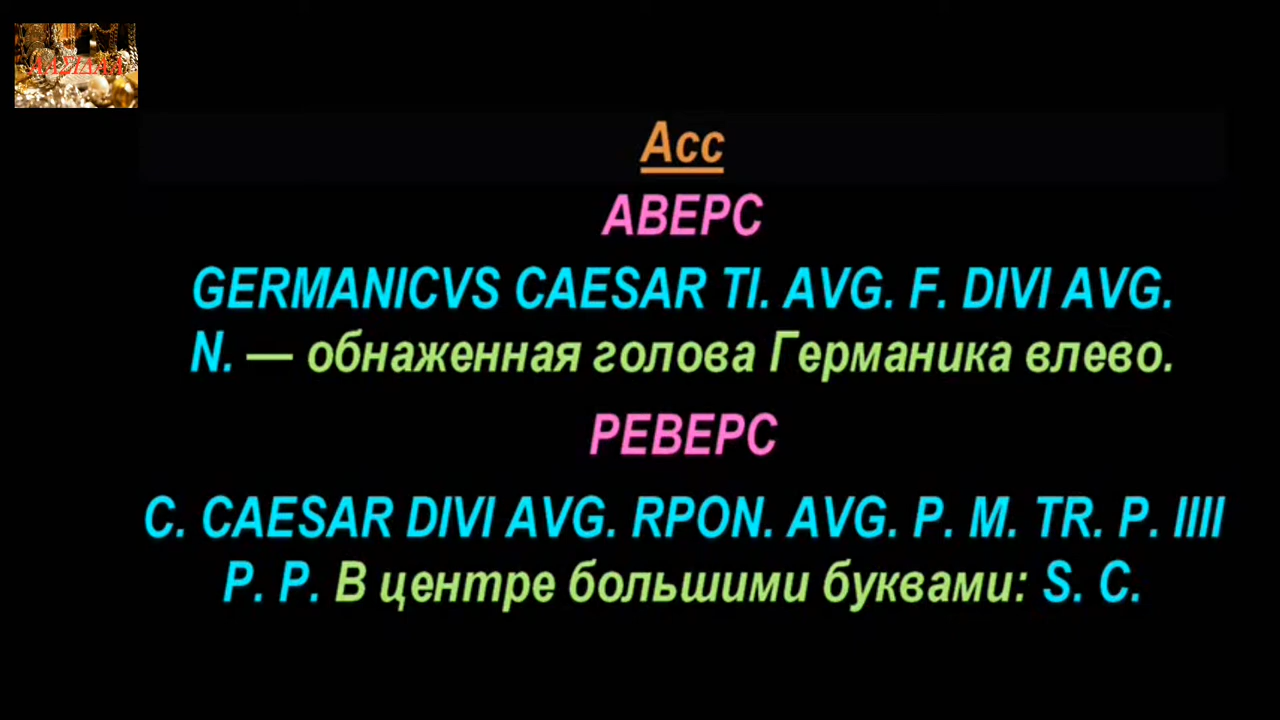 Асс
АВЕРС
GERMANICVS CAESAR TI. AVG. F. DIVI AVG.
N. — обнаженная голова Германика влево.
РЕВЕРС
C. CAESAR DIVI AVG. RPON. AVG. P. M. TR. P. IIII
P. P. В центре большими буквами: S. C.